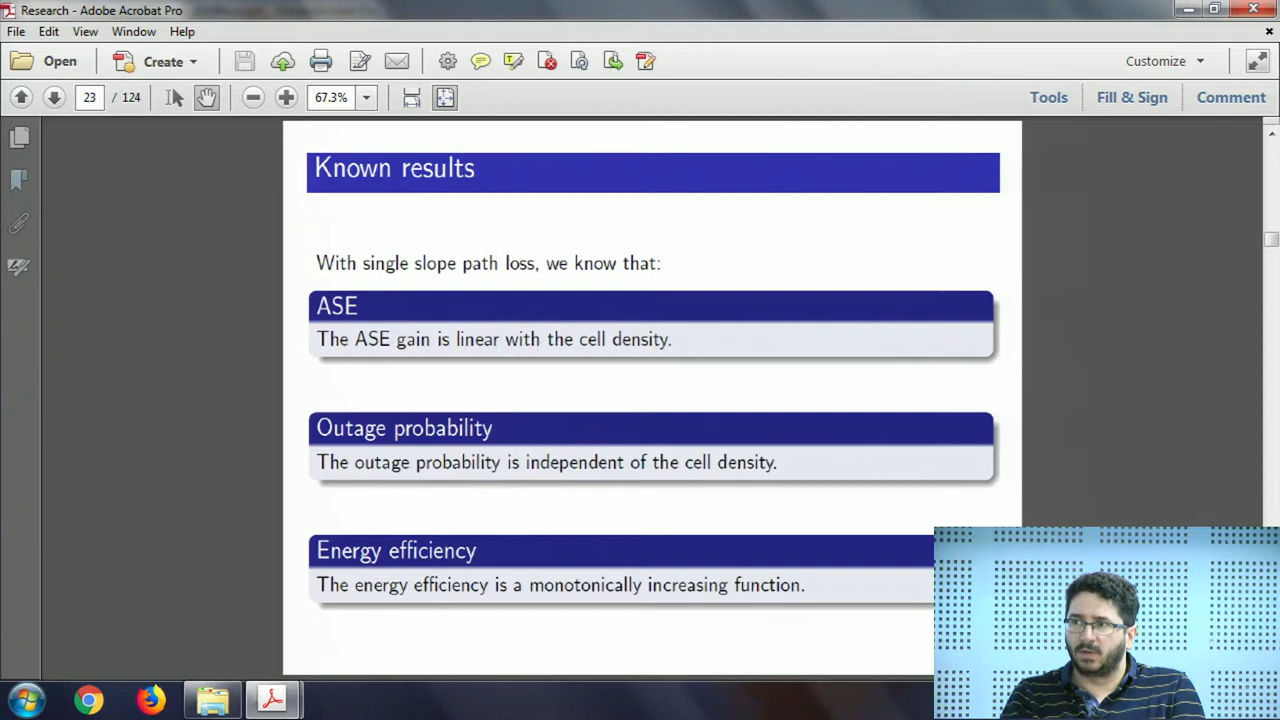 Research - Adobe Acrobat Pro
File Edit View Window Help
Open Create Customize
23 / 124 67.3% Tools Fill & Sign Comment
Known results
With single slope path loss, we know that:
ASE
The ASE gain is linear with the cell density.
Outage probability
The outage probability is independent of the cell density.
Energy efficiency
The energy efficiency is a monotonically increasing function.